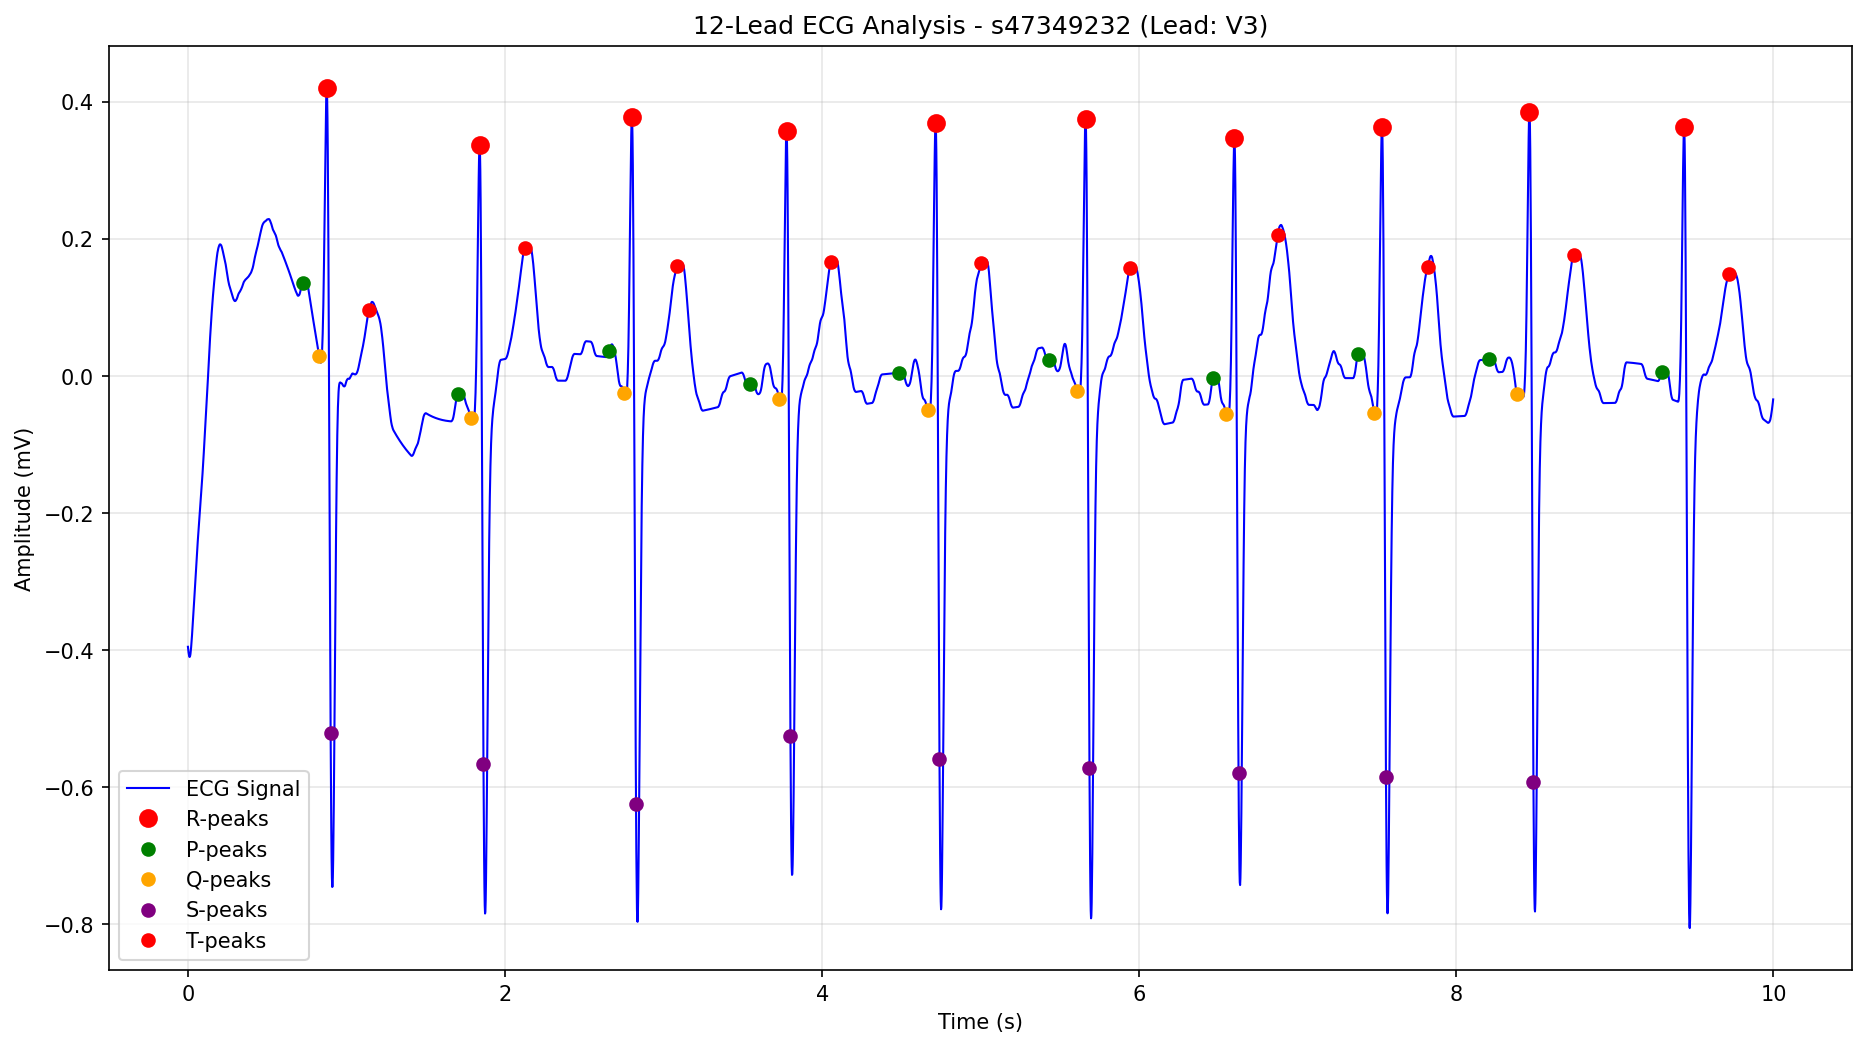 12-Lead ECG Analysis - s47349232 (Lead: V3)
Amplitude (mV)
0.4
0.2
0.0
−0.2
−0.4
−0.6
−0.8
ECG Signal
R-peaks
P-peaks
Q-peaks
S-peaks
T-peaks
0 2 4 6 8 10
Time (s)